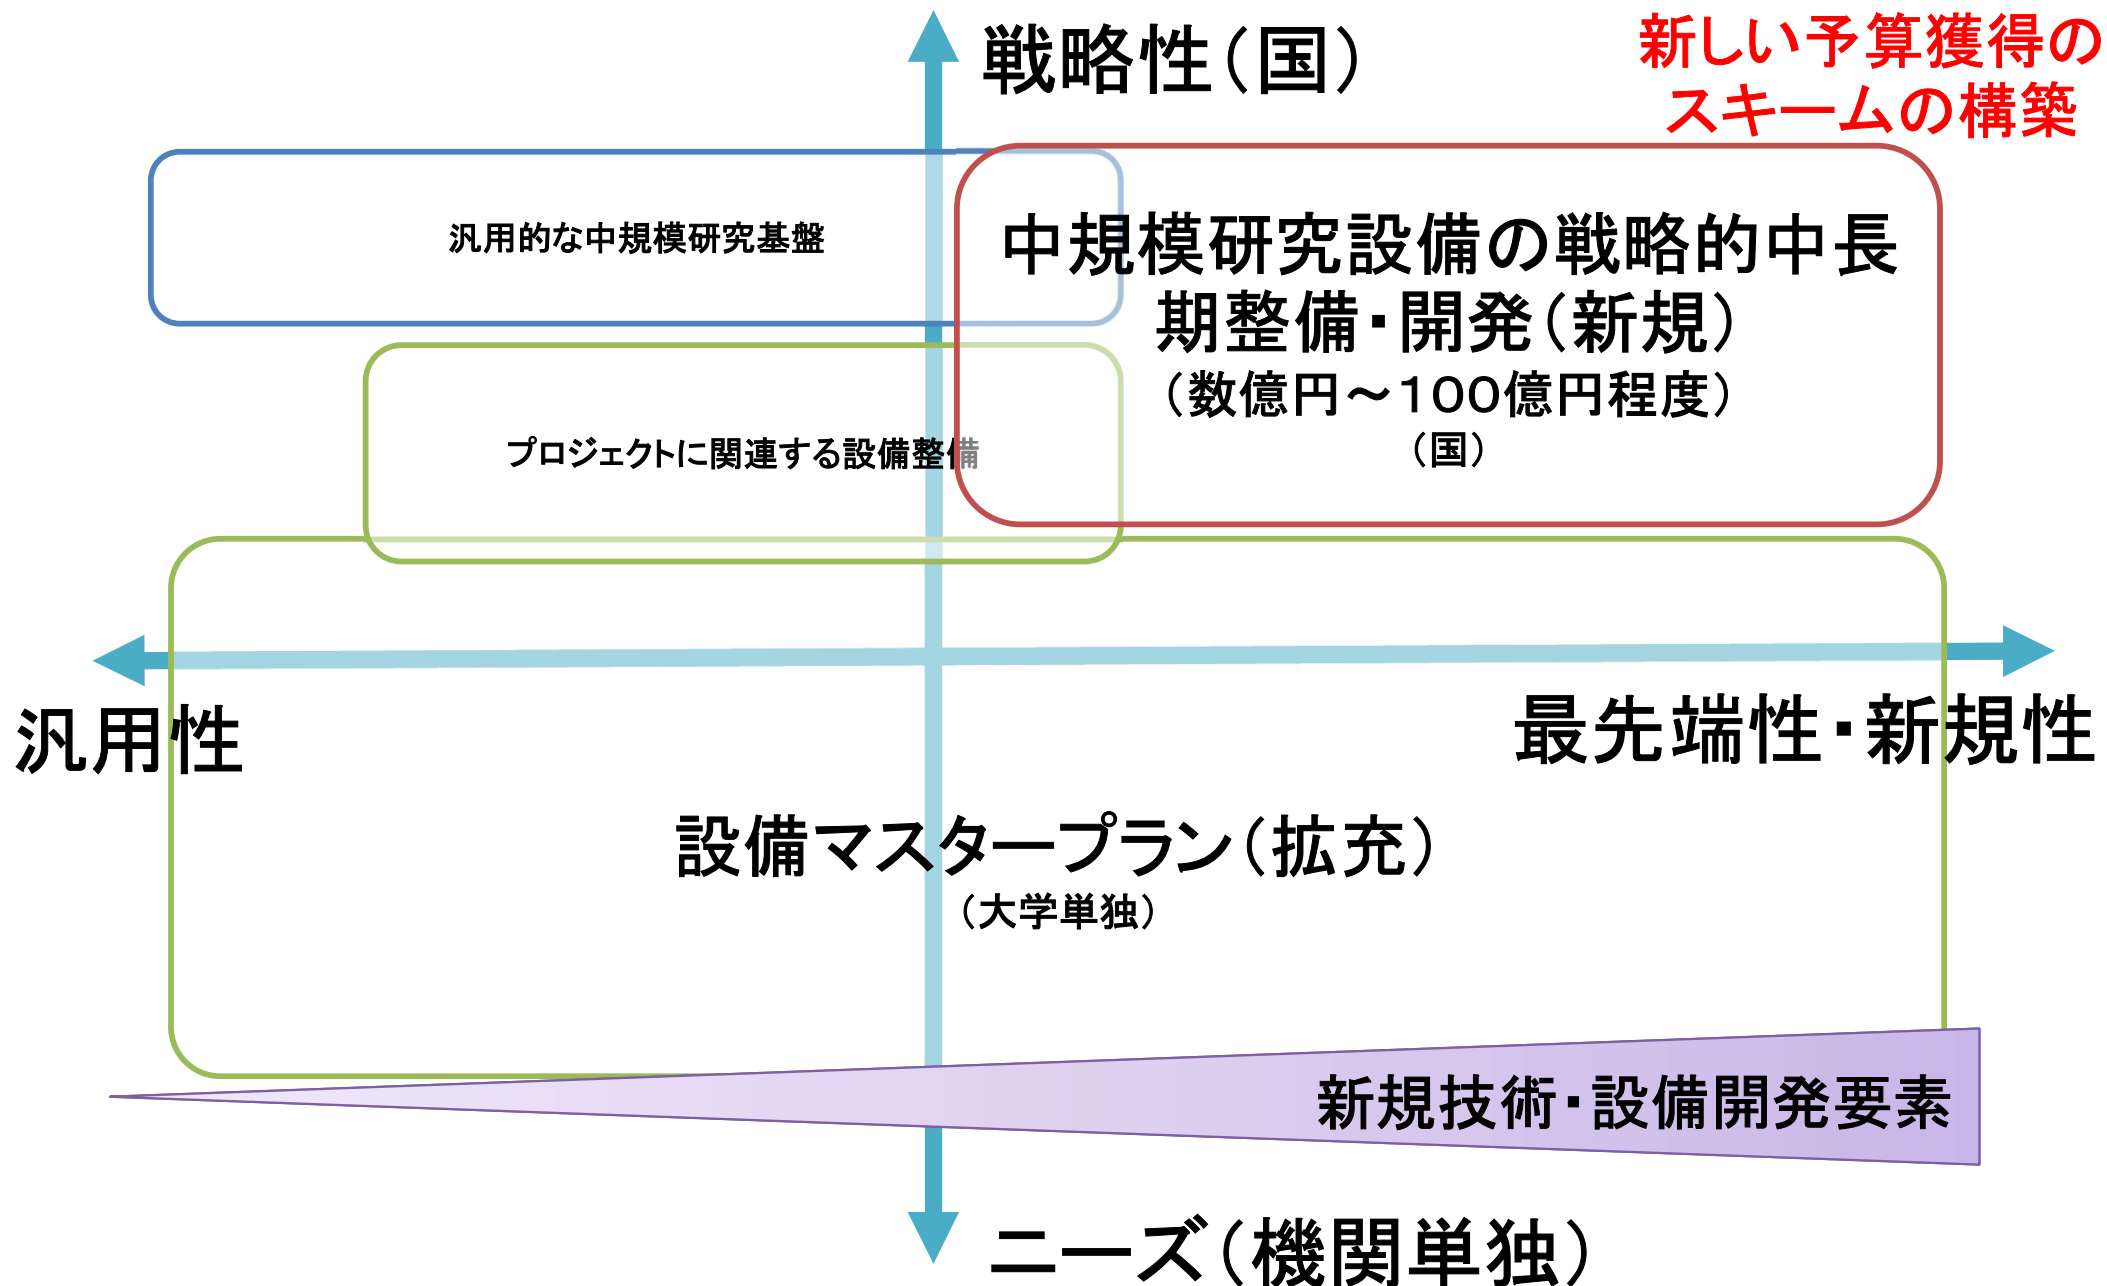 戦略性（国）
新しい予算獲得の
スキームの構築
汎用的な中規模研究基盤
中規模研究設備の戦略的中長
期整備・開発（新規）
（数億円～１００億円程度）
（国）
プロジェクトに関連する設備整備
汎用性
最先端性・新規性
設備マスタープラン（拡充）
（大学単独）
新規技術・設備開発要素
ニーズ（機関単独）